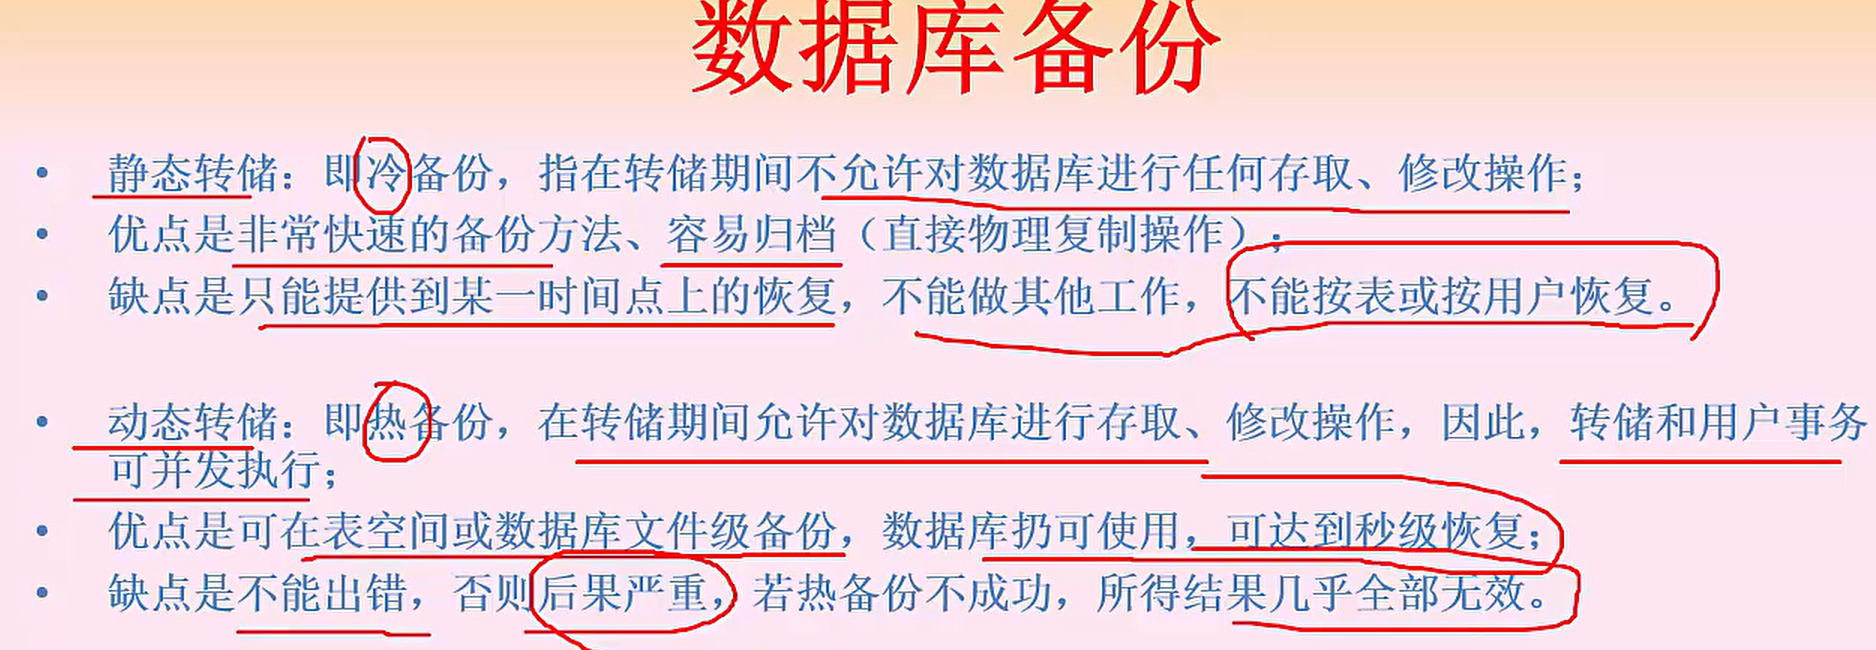 数据库备份
• 静态转储：即冷备份，指在转储期间不允许对数据库进行任何存取、修改操作；
• 优点是非常快速的备份方法、容易归档（直接物理复制操作）；
• 缺点是只能提供到某一时间点上的恢复，不能做其他工作，不能按表或按用户恢复。
• 动态转储：即热备份，在转储期间允许对数据库进行存取、修改操作，因此，转储和用户事务
可并发执行；
• 优点是可在表空间或数据库文件级备份，数据库扔可使用，可达到秒级恢复；
• 缺点是不能出错，否则后果严重，若热备份不成功，所得结果几乎全部无效。